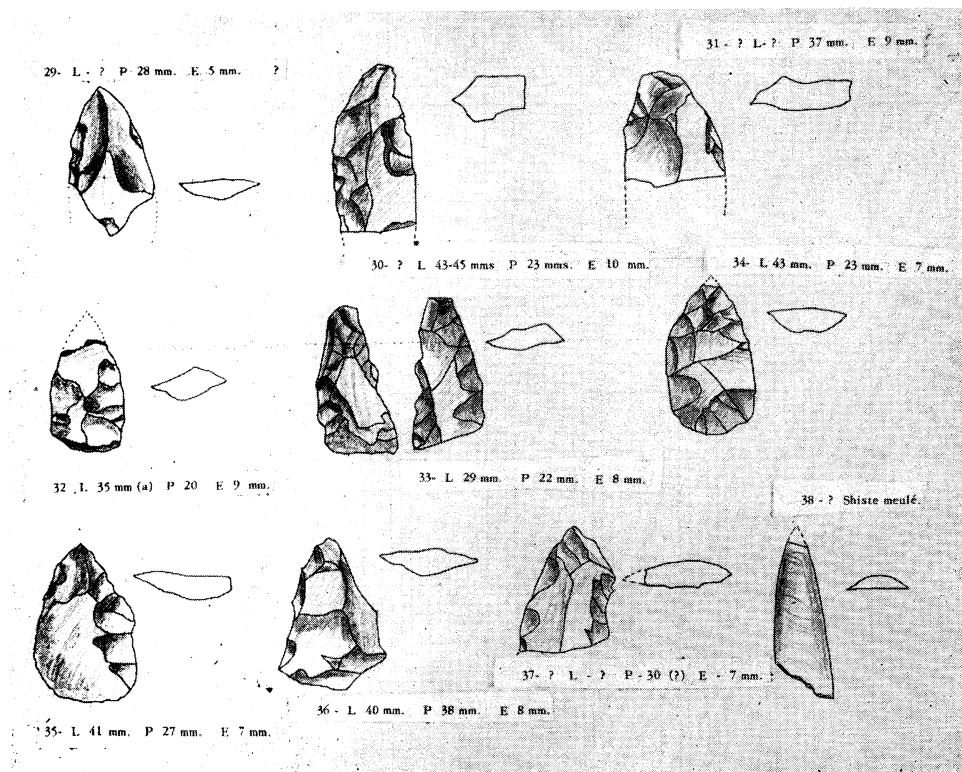 31 - ? L - ? P 37 mm. E 9 mm.
29- L - ? P 28 mm. E 5 mm. ?
30- ? L 43-45 mms P 23 mms. E 10 mm.
34- L 43 mm. P 23 mm. E 7 mm.
32 L 35 mm (a) P 20 E 9 mm.
33- L 29 mm. P 22 mm. E 8 mm.
38 - ? Shiste meulé.
37- ? L - ? P - 30 (?) E - 7 mm.
36 - L 40 mm. P 38 mm. E 8 mm.
35- L 41 mm. P 27 mm. E 7 mm.